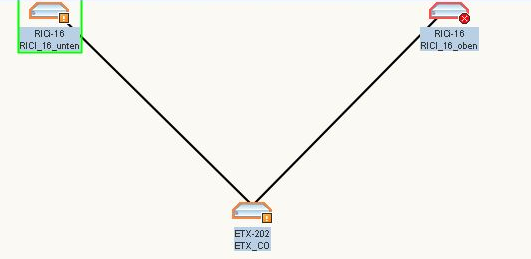 RICi-16
RICI_16_unten
RICi-16
RICI_16_oben
ETX-202
ETX_CO